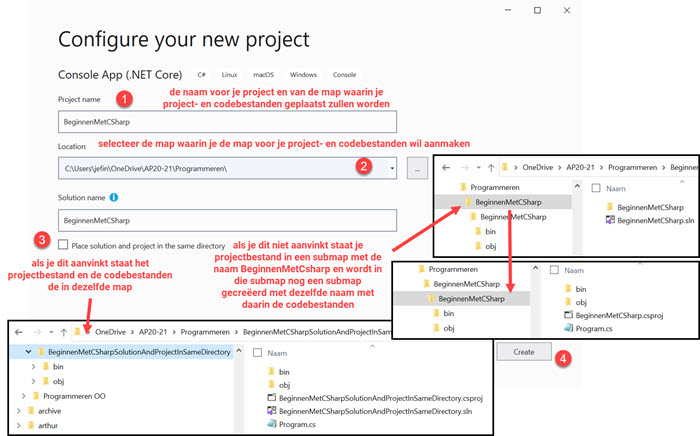 Configure your new project
Console App (.NET Core) C# Linux macOS Windows Console
1
de naam voor je project en van de map waarin je
project- en codebestanden geplaatst zullen worden
Project name
BeginnenMetCSharp
selecteer de map waarin je de map voor je project- en codebestanden wil aanmaken
Location
C:\Users\jefin\OneDrive\AP20-21\Programmeren\
2
...
Solution name
BeginnenMetCSharp
3
Place solution and project in the same directory
als je dit aanvinkt staat het
projectbestand en de codebestanden
de in dezelfde map
als je dit niet aanvinkt staat je
projectbestand in een submap met de
naam BeginnenMetCsharp en wordt in
die submap nog een submap
gecreëerd met dezelfde naam met
daarin de codebestanden
> OneDrive > AP20-21 > Programmeren > Beginnen
Programmeren
BeginnenMetCSharp
BeginnenMetCSharp
bin
obj
Naam
BeginnenMetCSharp
BeginnenMetCSharp.sln
Programmeren
BeginnenMetCSharp
BeginnenMetCSharp
bin
obj
Naam
bin
obj
BeginnenMetCSharp.csproj
Program.cs
> OneDrive > AP20-21 > Programmeren > BeginnenMetCSharpSolutionAndProjectInSame
BeginnenMetCSharpSolutionAndProjectInSameDirectory
bin
obj
Programmeren OO
archive
arthur
Naam
bin
obj
BeginnenMetCSharpSolutionAndProjectInSameDirectory.csproj
BeginnenMetCSharpSolutionAndProjectInSameDirectory.sln
Program.cs
Create
4